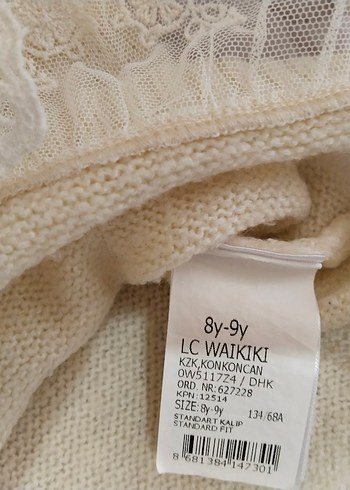 8y-9y
LC WAIKIKI
KZK,KONKONCAN
0W5117Z4 / DHK
ORD. NR:627228
KPN: 12514
SIZE: 8y-9y 134/68A
STANDART KALIP
STANDARD FIT
8 681384 147301